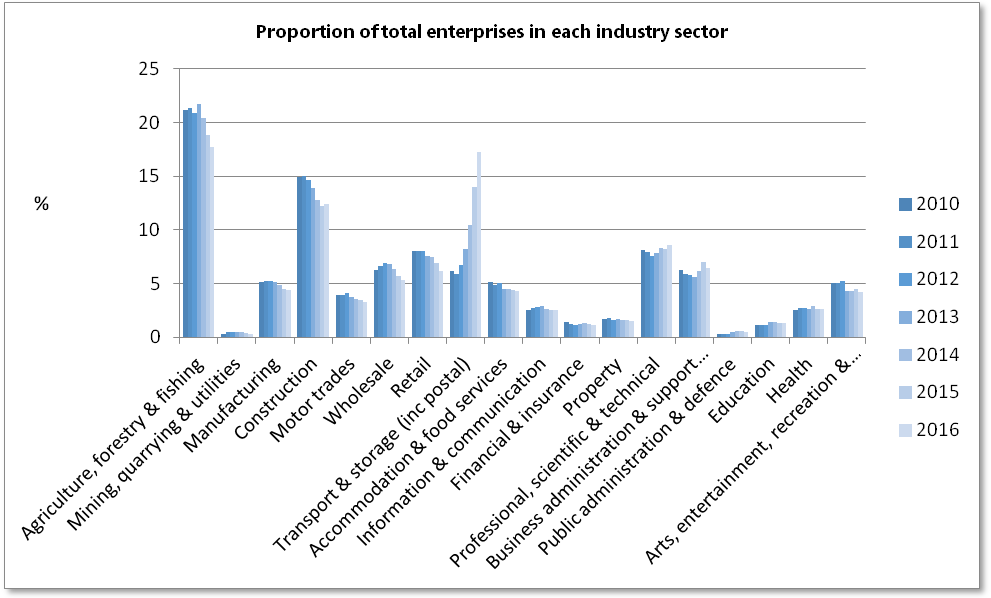 Proportion of total enterprises in each industry sector
25
20
15
10
5
0
%
Agriculture, forestry & fishing
Mining, quarrying & utilities
Manufacturing
Construction
Motor trades
Wholesale
Retail
Transport & storage (inc postal)
Accommodation & food services
Information & communication
Financial & insurance
Property
Professional, scientific & technical
Business administration & support...
Public administration & defence
Education
Health
Arts, entertainment, recreation &...
2010
2011
2012
2013
2014
2015
2016